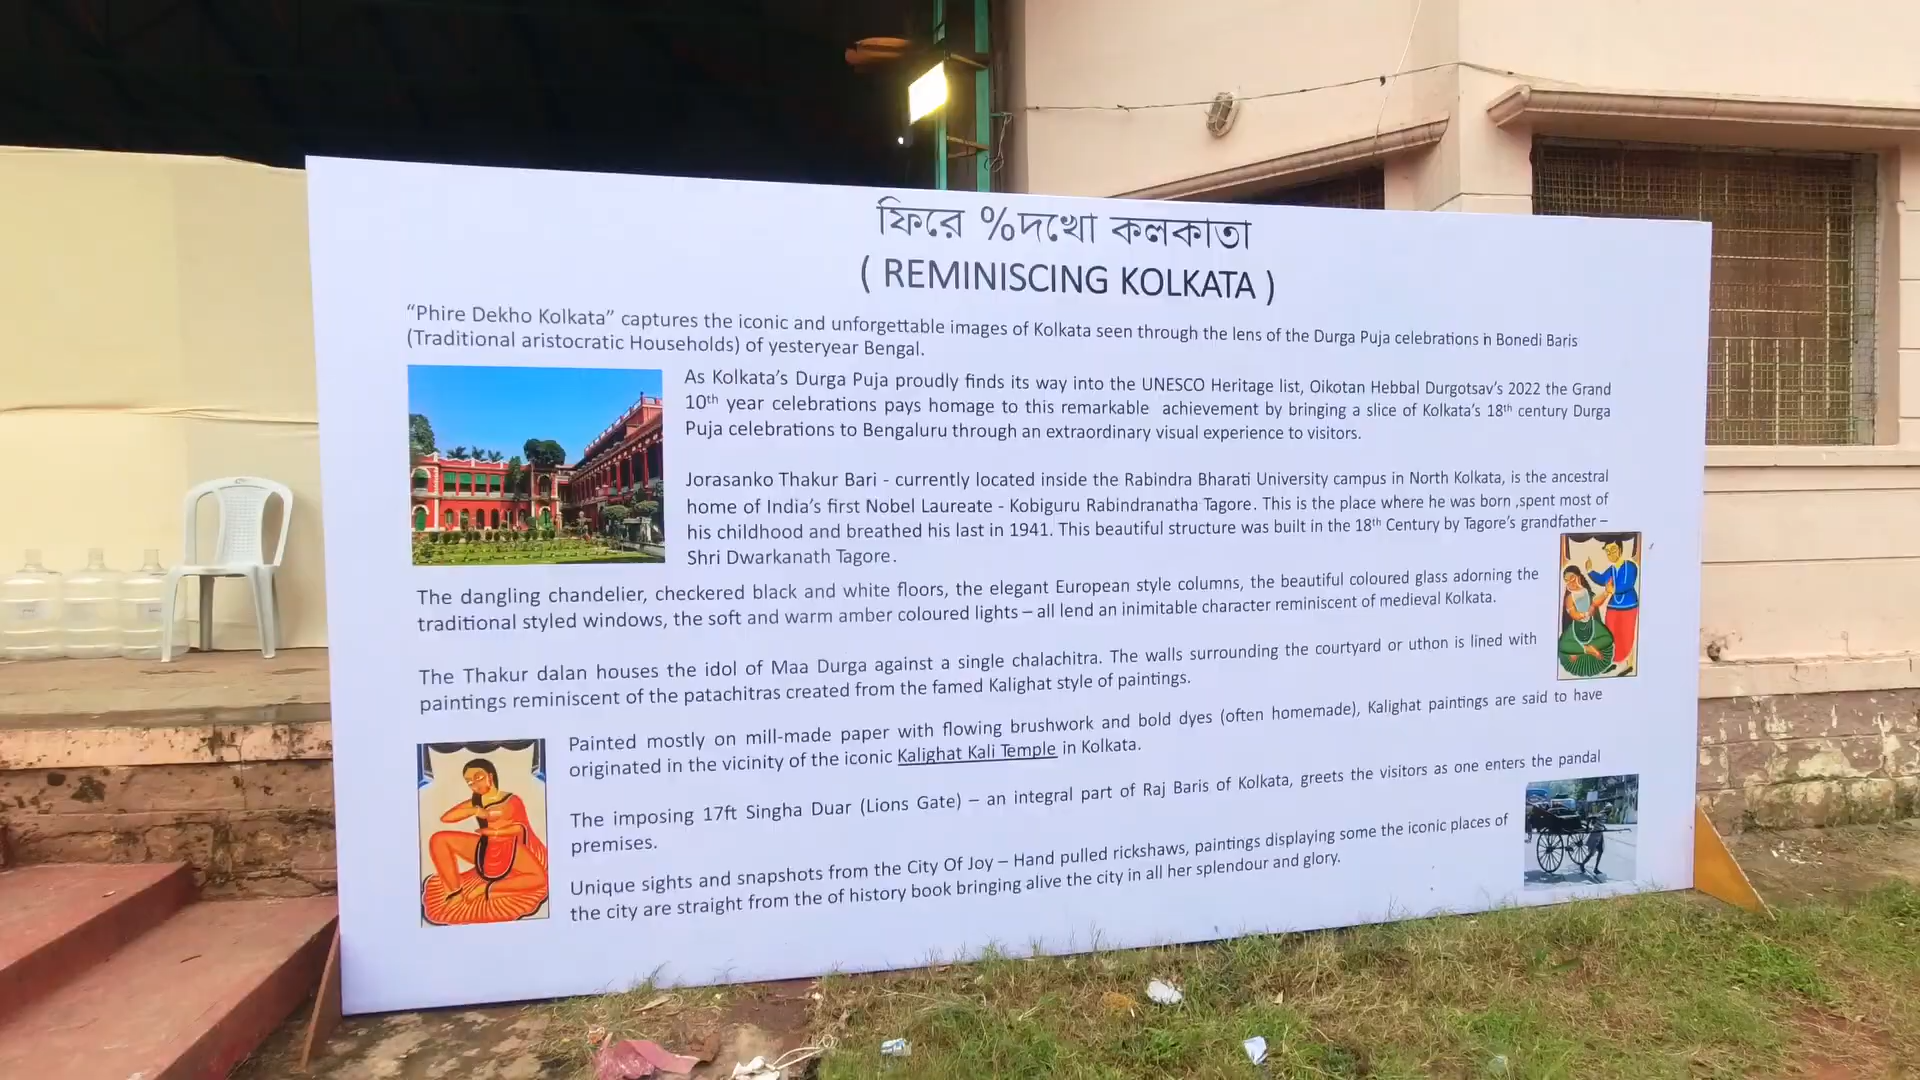 ফিরে %দখো কলকাতা
( REMINISCING KOLKATA )
“Phire Dekho Kolkata” captures the iconic and unforgettable images of Kolkata seen through the lens of the Durga Puja celebrations in Bonedi Baris
(Traditional aristocratic Households) of yesteryear Bengal.
As Kolkata’s Durga Puja proudly finds its way into the UNESCO Heritage list, Oikotan Hebbal Durgotsav’s 2022 the Grand
10th year celebrations pays homage to this remarkable achievement by bringing a slice of Kolkata’s 18th century Durga
Puja celebrations to Bengaluru through an extraordinary visual experience to visitors.
Jorasanko Thakur Bari - currently located inside the Rabindra Bharati University campus in North Kolkata, is the ancestral
home of India’s first Nobel Laureate - Kobiguru Rabindranatha Tagore. This is the place where he was born ,spent most of
his childhood and breathed his last in 1941. This beautiful structure was built in the 18th Century by Tagore’s grandfather –
Shri Dwarkanath Tagore.
The dangling chandelier, checkered black and white floors, the elegant European style columns, the beautiful coloured glass adorning the
traditional styled windows, the soft and warm amber coloured lights – all lend an inimitable character reminiscent of medieval Kolkata.
The Thakur dalan houses the idol of Maa Durga against a single chalachitra. The walls surrounding the courtyard or uthon is lined with
paintings reminiscent of the patachitras created from the famed Kalighat style of paintings.
Painted mostly on mill-made paper with flowing brushwork and bold dyes (often homemade), Kalighat paintings are said to have
originated in the vicinity of the iconic Kalighat Kali Temple in Kolkata.
The imposing 17ft Singha Duar (Lions Gate) – an integral part of Raj Baris of Kolkata, greets the visitors as one enters the pandal
premises.
Unique sights and snapshots from the City Of Joy – Hand pulled rickshaws, paintings displaying some the iconic places of
the city are straight from the of history book bringing alive the city in all her splendour and glory.